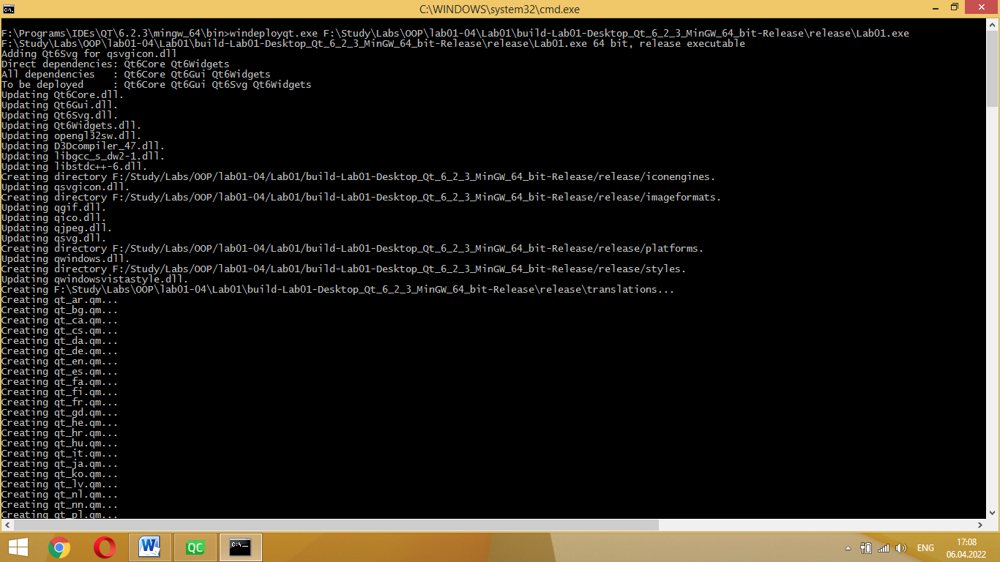 C:\WINDOWS\system32\cmd.exe
F:\Programs\IDEs\QT\6.2.3\mingw_64\bin>windeployqt.exe F:\Study\Labs\OOP\lab01-04\Lab01\build-Lab01-Desktop_Qt_6_2_3_MinGW_64_bit-Release\release\Lab01.exe
F:\Study\Labs\OOP\lab01-04\Lab01\build-Lab01-Desktop_Qt_6_2_3_MinGW_64_bit-Release\release\Lab01.exe 64 bit, release executable
Adding Qt6Svg for qsvgicon.dll
Direct dependencies: Qt6Core Qt6Widgets
All dependencies   : Qt6Core Qt6Gui Qt6Widgets
To be deployed     : Qt6Core Qt6Gui Qt6Svg Qt6Widgets
Updating Qt6Core.dll.
Updating Qt6Gui.dll.
Updating Qt6Svg.dll.
Updating Qt6Widgets.dll.
Updating opengl32sw.dll.
Updating D3Dcompiler_47.dll.
Updating libgcc_s_dw2-1.dll.
Updating libstdc++-6.dll.
Creating directory F:/Study/Labs/OOP/lab01-04/Lab01/build-Lab01-Desktop_Qt_6_2_3_MinGW_64_bit-Release/release/iconengines.
Updating qsvgicon.dll.
Creating directory F:/Study/Labs/OOP/lab01-04/Lab01/build-Lab01-Desktop_Qt_6_2_3_MinGW_64_bit-Release/release/imageformats.
Updating qgif.dll.
Updating qico.dll.
Updating qjpeg.dll.
Updating qsvg.dll.
Creating directory F:/Study/Labs/OOP/lab01-04/Lab01/build-Lab01-Desktop_Qt_6_2_3_MinGW_64_bit-Release/release/platforms.
Updating qwindows.dll.
Creating directory F:/Study/Labs/OOP/lab01-04/Lab01/build-Lab01-Desktop_Qt_6_2_3_MinGW_64_bit-Release/release/styles.
Updating qwindowsvistastyle.dll.
Creating F:\Study\Labs\OOP\lab01-04\Lab01\build-Lab01-Desktop_Qt_6_2_3_MinGW_64_bit-Release\release\translations...
Creating qt_ar.qm...
Creating qt_bg.qm...
Creating qt_ca.qm...
Creating qt_cs.qm...
Creating qt_da.qm...
Creating qt_de.qm...
Creating qt_en.qm...
Creating qt_es.qm...
Creating qt_fa.qm...
Creating qt_fi.qm...
Creating qt_fr.qm...
Creating qt_gd.qm...
Creating qt_he.qm...
Creating qt_hr.qm...
Creating qt_hu.qm...
Creating qt_it.qm...
Creating qt_ja.qm...
Creating qt_ko.qm...
Creating qt_lv.qm...
Creating qt_nl.qm...
Creating qt_nn.qm...
Creating qt_pl.qm...
W QC C:\_ ENG 17:08
06.04.2022